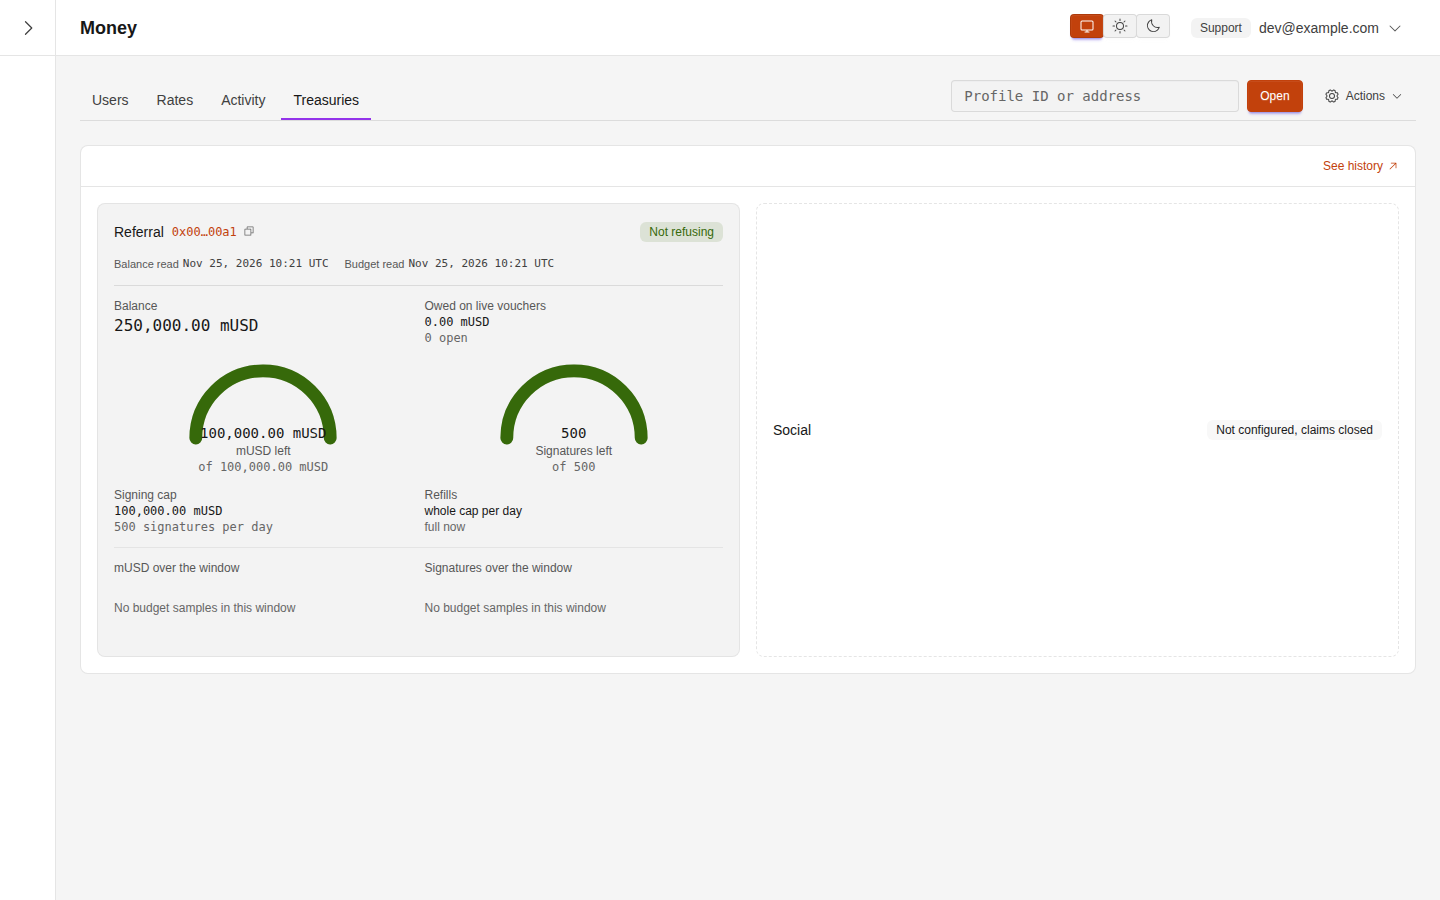 Money
Support dev@example.com
Users Rates Activity Treasuries
Profile ID or address Open Actions
See history
Referral 0x00…00a1 Not refusing
Balance read Nov 25, 2026 10:21 UTC Budget read Nov 25, 2026 10:21 UTC
Balance
250,000.00 mUSD
Owed on live vouchers
0.00 mUSD
0 open
100,000.00 mUSD
mUSD left
of 100,000.00 mUSD
500
Signatures left
of 500
Signing cap
100,000.00 mUSD
500 signatures per day
Refills
whole cap per day
full now
mUSD over the window
No budget samples in this window
Signatures over the window
No budget samples in this window
Social Not configured, claims closed